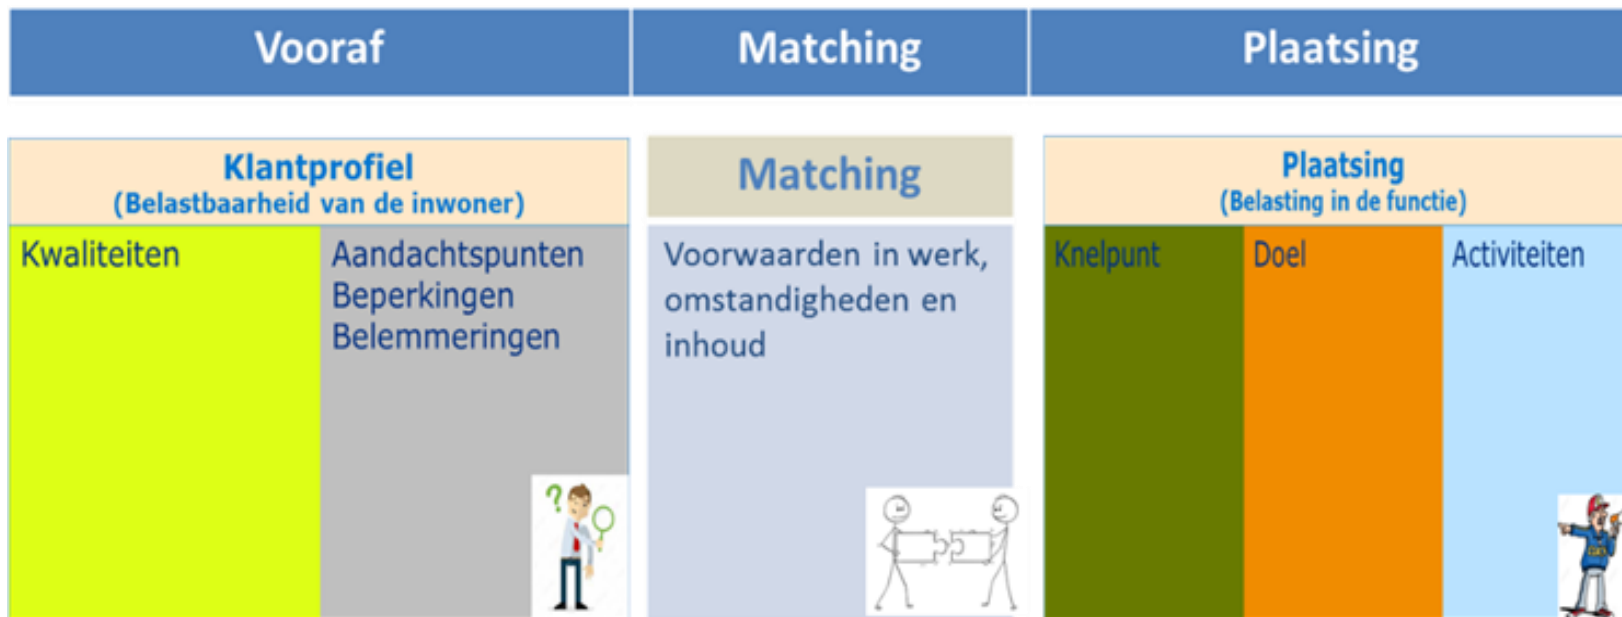 Vooraf
Matching
Plaatsing
Klantprofiel
(Belastbaarheid van de inwoner)
Kwaliteiten
Aandachtspunten
Beperkingen
Belemmeringen
Matching
Voorwaarden in werk,
omstandigheden en
inhoud
Plaatsing
(Belasting in de functie)
Knelpunt
Doel
Activiteiten
?